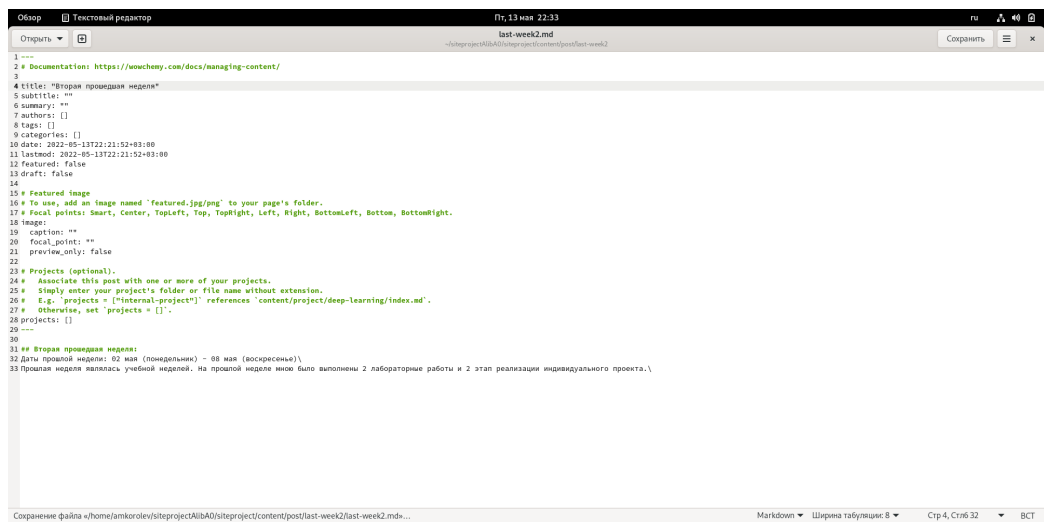 Обзор Текстовый редактор Пт, 13 мая 22:33 ru
Открыть last-week2.md Сохранить
~/siteprojectAlibA0/siteproject/content/post/last-week2
1 ---
2 # Documentation: https://wowchemy.com/docs/managing-content/
3
4 title: "Вторая прошедшая неделя"
5 subtitle: ""
6 summary: ""
7 authors: []
8 tags: []
9 categories: []
10 date: 2022-05-13T22:21:52+03:00
11 lastmod: 2022-05-13T22:21:52+03:00
12 featured: false
13 draft: false
14
15 # Featured image
16 # To use, add an image named `featured.jpg/png` to your page's folder.
17 # Focal points: Smart, Center, TopLeft, Top, TopRight, Left, Right, BottomLeft, Bottom, BottomRight.
18 image:
19   caption: ""
20   focal_point: ""
21   preview_only: false
22
23 # Projects (optional).
24 #   Associate this post with one or more of your projects.
25 #   Simply enter your project's folder or file name without extension.
26 #   E.g. `projects = ["internal-project"]` references `content/project/deep-learning/index.md`.
27 #   Otherwise, set `projects = []`.
28 projects: []
29 ---
30
31 ## Вторая прошедшая неделя:
32 Даты прошлой недели: 02 мая (понедельник) - 08 мая (воскресенье)\
33 Прошлая неделя являлась учебной неделей. На прошлой неделе мною было выполнены 2 лабораторные работы и 2 этап реализации индивидуального проекта.\
Сохранение файла «/home/amkorolev/siteprojectAlibA0/siteproject/content/post/last-week2/last-week2.md»… Markdown Ширина табуляции: 8 Стр 4, Стлб 32 ВСТ